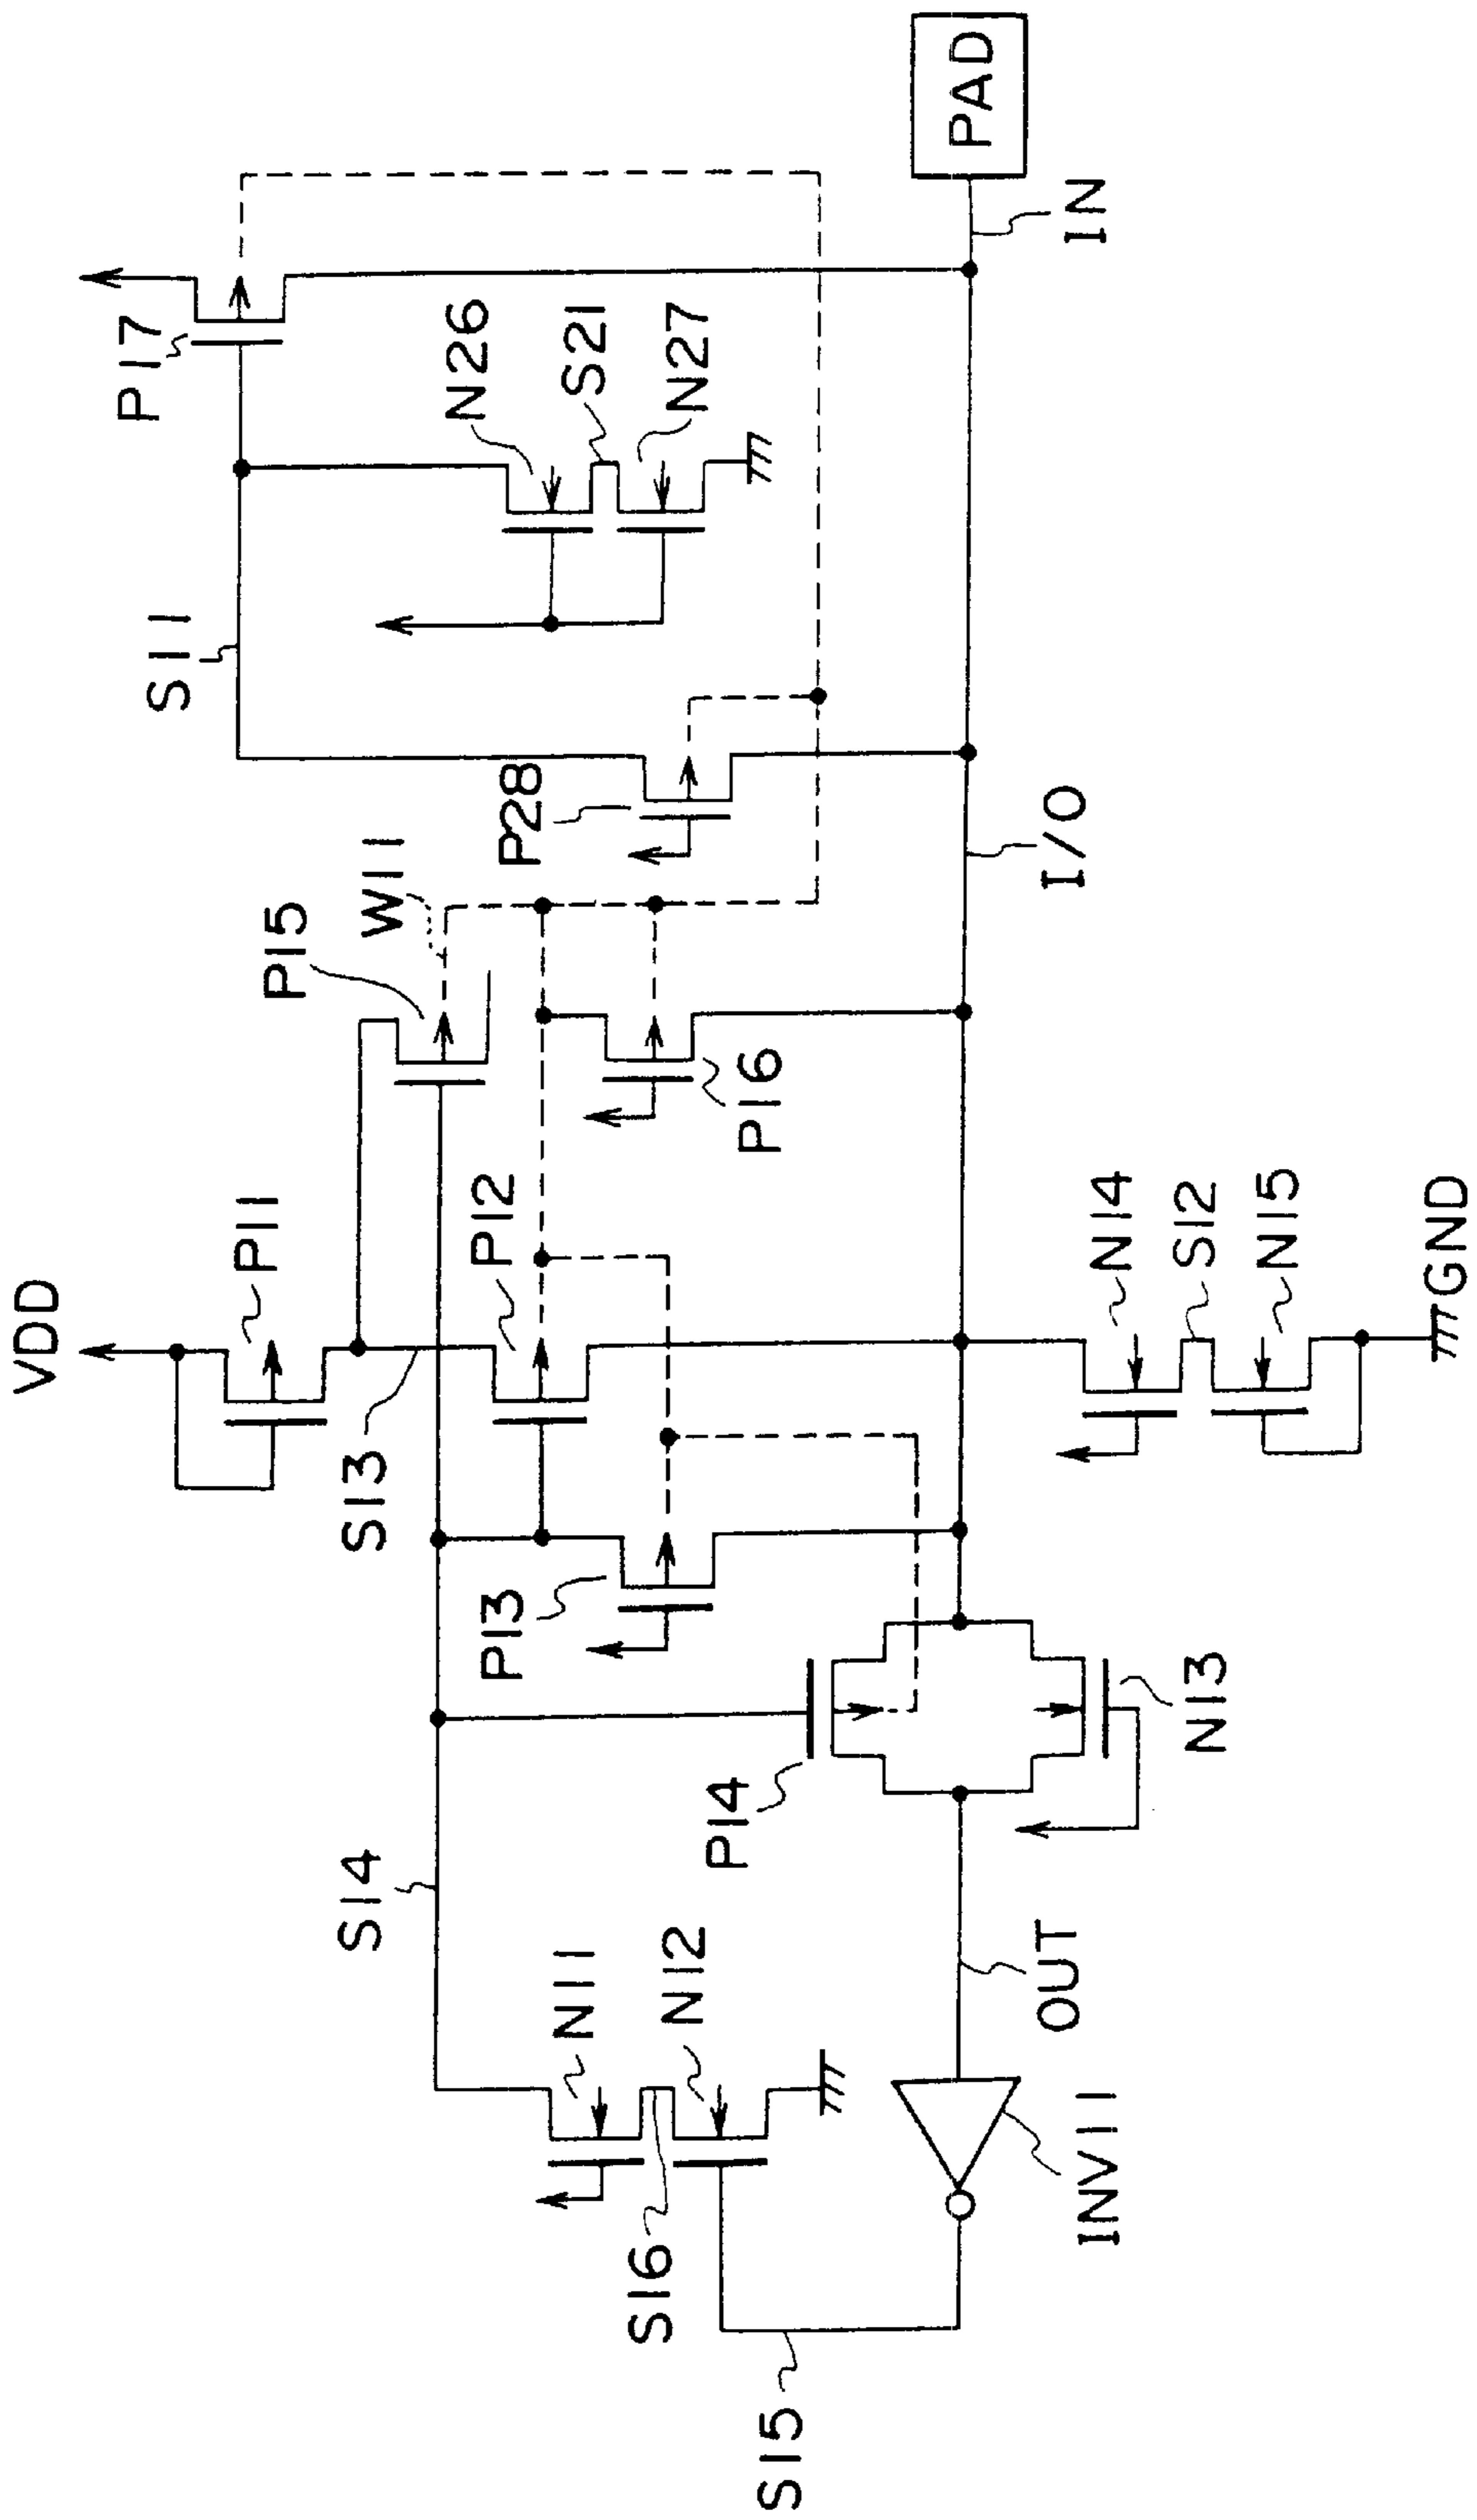 VDD
P11
S13
P12
P13
S14
N11
N12
S16
S15
INV11
OUT
P14
N13
N14
S12
N15
GND
P15
W11
P16
P28
S11
P17
N26
S21
N27
I/O
IN
PAD